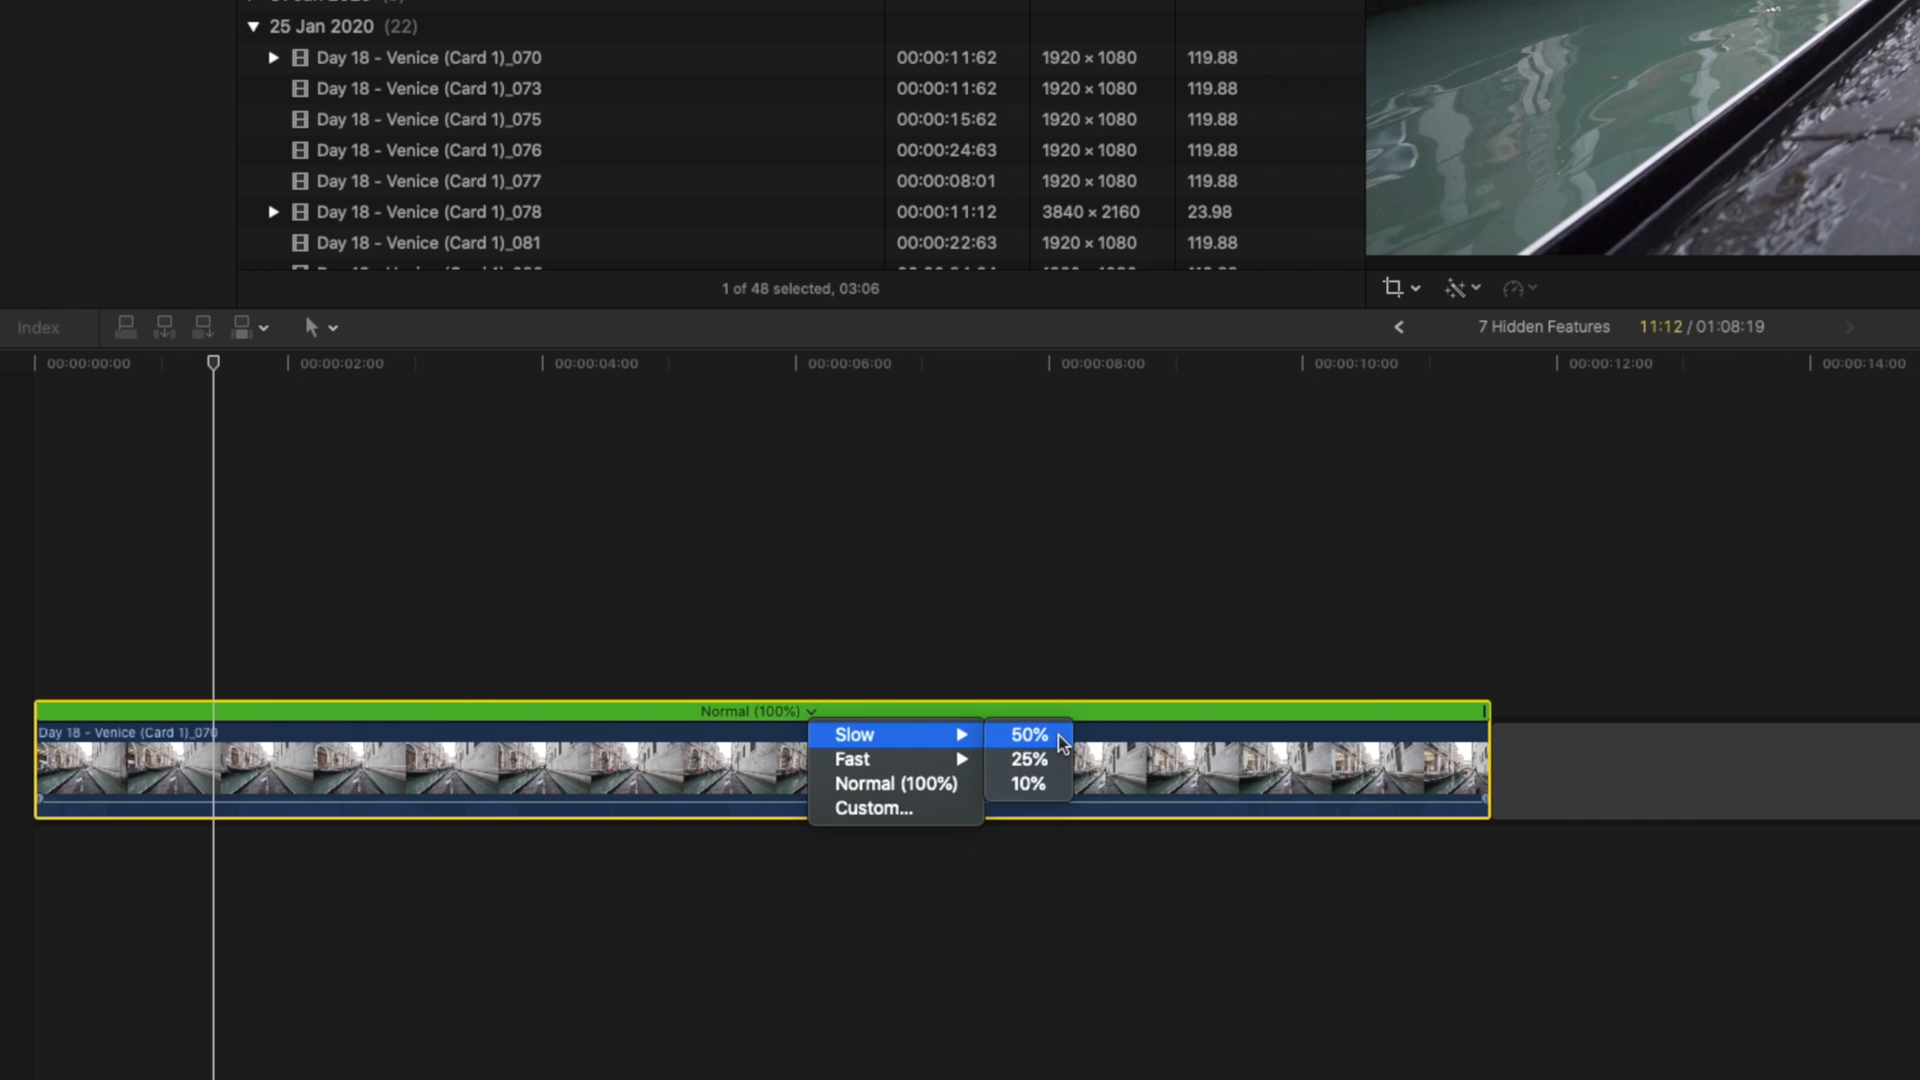 25 Jan 2020 (22)
Day 18 - Venice (Card 1)_070 00:00:11:62 1920 × 1080 119.88
Day 18 - Venice (Card 1)_073 00:00:11:62 1920 × 1080 119.88
Day 18 - Venice (Card 1)_075 00:00:15:62 1920 × 1080 119.88
Day 18 - Venice (Card 1)_076 00:00:24:63 1920 × 1080 119.88
Day 18 - Venice (Card 1)_077 00:00:08:01 1920 × 1080 119.88
Day 18 - Venice (Card 1)_078 00:00:11:12 3840 × 2160 23.98
Day 18 - Venice (Card 1)_081 00:00:22:63 1920 × 1080 119.88
1 of 48 selected, 03:06
Index
7 Hidden Features 11:12 / 01:08:19
00:00:00:00 00:00:02:00 00:00:04:00 00:00:06:00 00:00:08:00 00:00:10:00 00:00:12:00 00:00:14:00
Normal (100%)
Day 18 - Venice (Card 1)_070
Slow
Fast
Normal (100%)
Custom...
50%
25%
10%